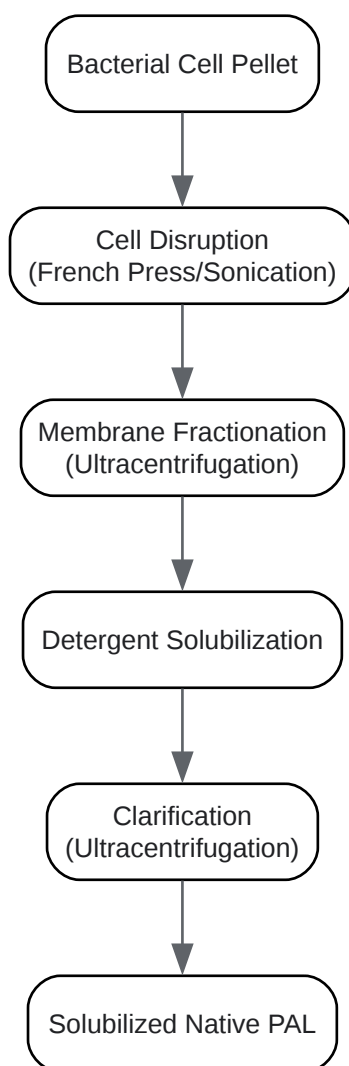 Bacterial Cell Pellet
Cell Disruption
(French Press/Sonication)
Membrane Fractionation
(Ultracentrifugation)
Detergent Solubilization
Clarification
(Ultracentrifugation)
Solubilized Native PAL